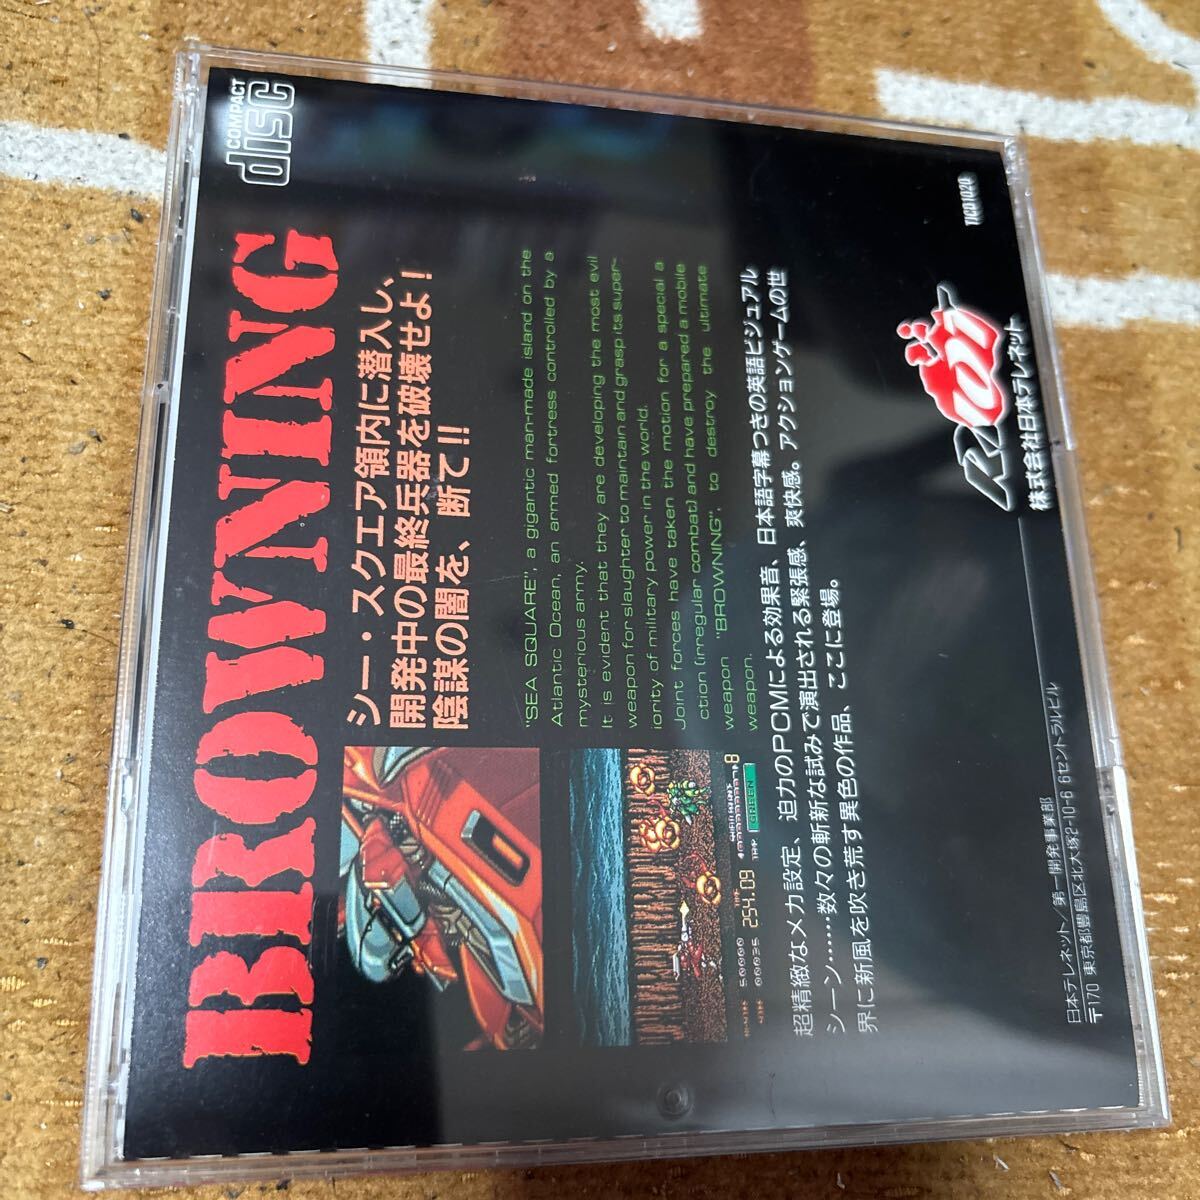 COMPACT
disc
BROWNING
シー・スクエア領内に潜入し、
開発中の最終兵器を破壊せよ！
陰謀の闇を、断て!!
"SEA SQUARE", a gigantic man-made island on the
Atlantic Ocean, an armed fortress controlled by a
mysterious army.
It is evident that they are developing the most evil
weapon for slaughter to maintain and grasp its super-
iority of military power in the world.
Joint forces have taken the motion for a special a
ction (irregular combat) and have prepared a mobile
weapon "BROWNING", to destroy the ultimate
weapon.
50000
00035
254.09
GREEN
超精緻なメカ設定、迫力のPCMによる効果音、日本語字幕つきの英語ビジュアル
シーン……数々の斬新な試みで演出される緊張感、爽快感。アクションゲームの世
界に新風を吹き荒す異色の作品、ここに登場。
TJCD1020
株式会社日本テレネット
日本テレネット／第一開発事業部
〒170 東京都豊島区北大塚2-10-6 6セントラルビル